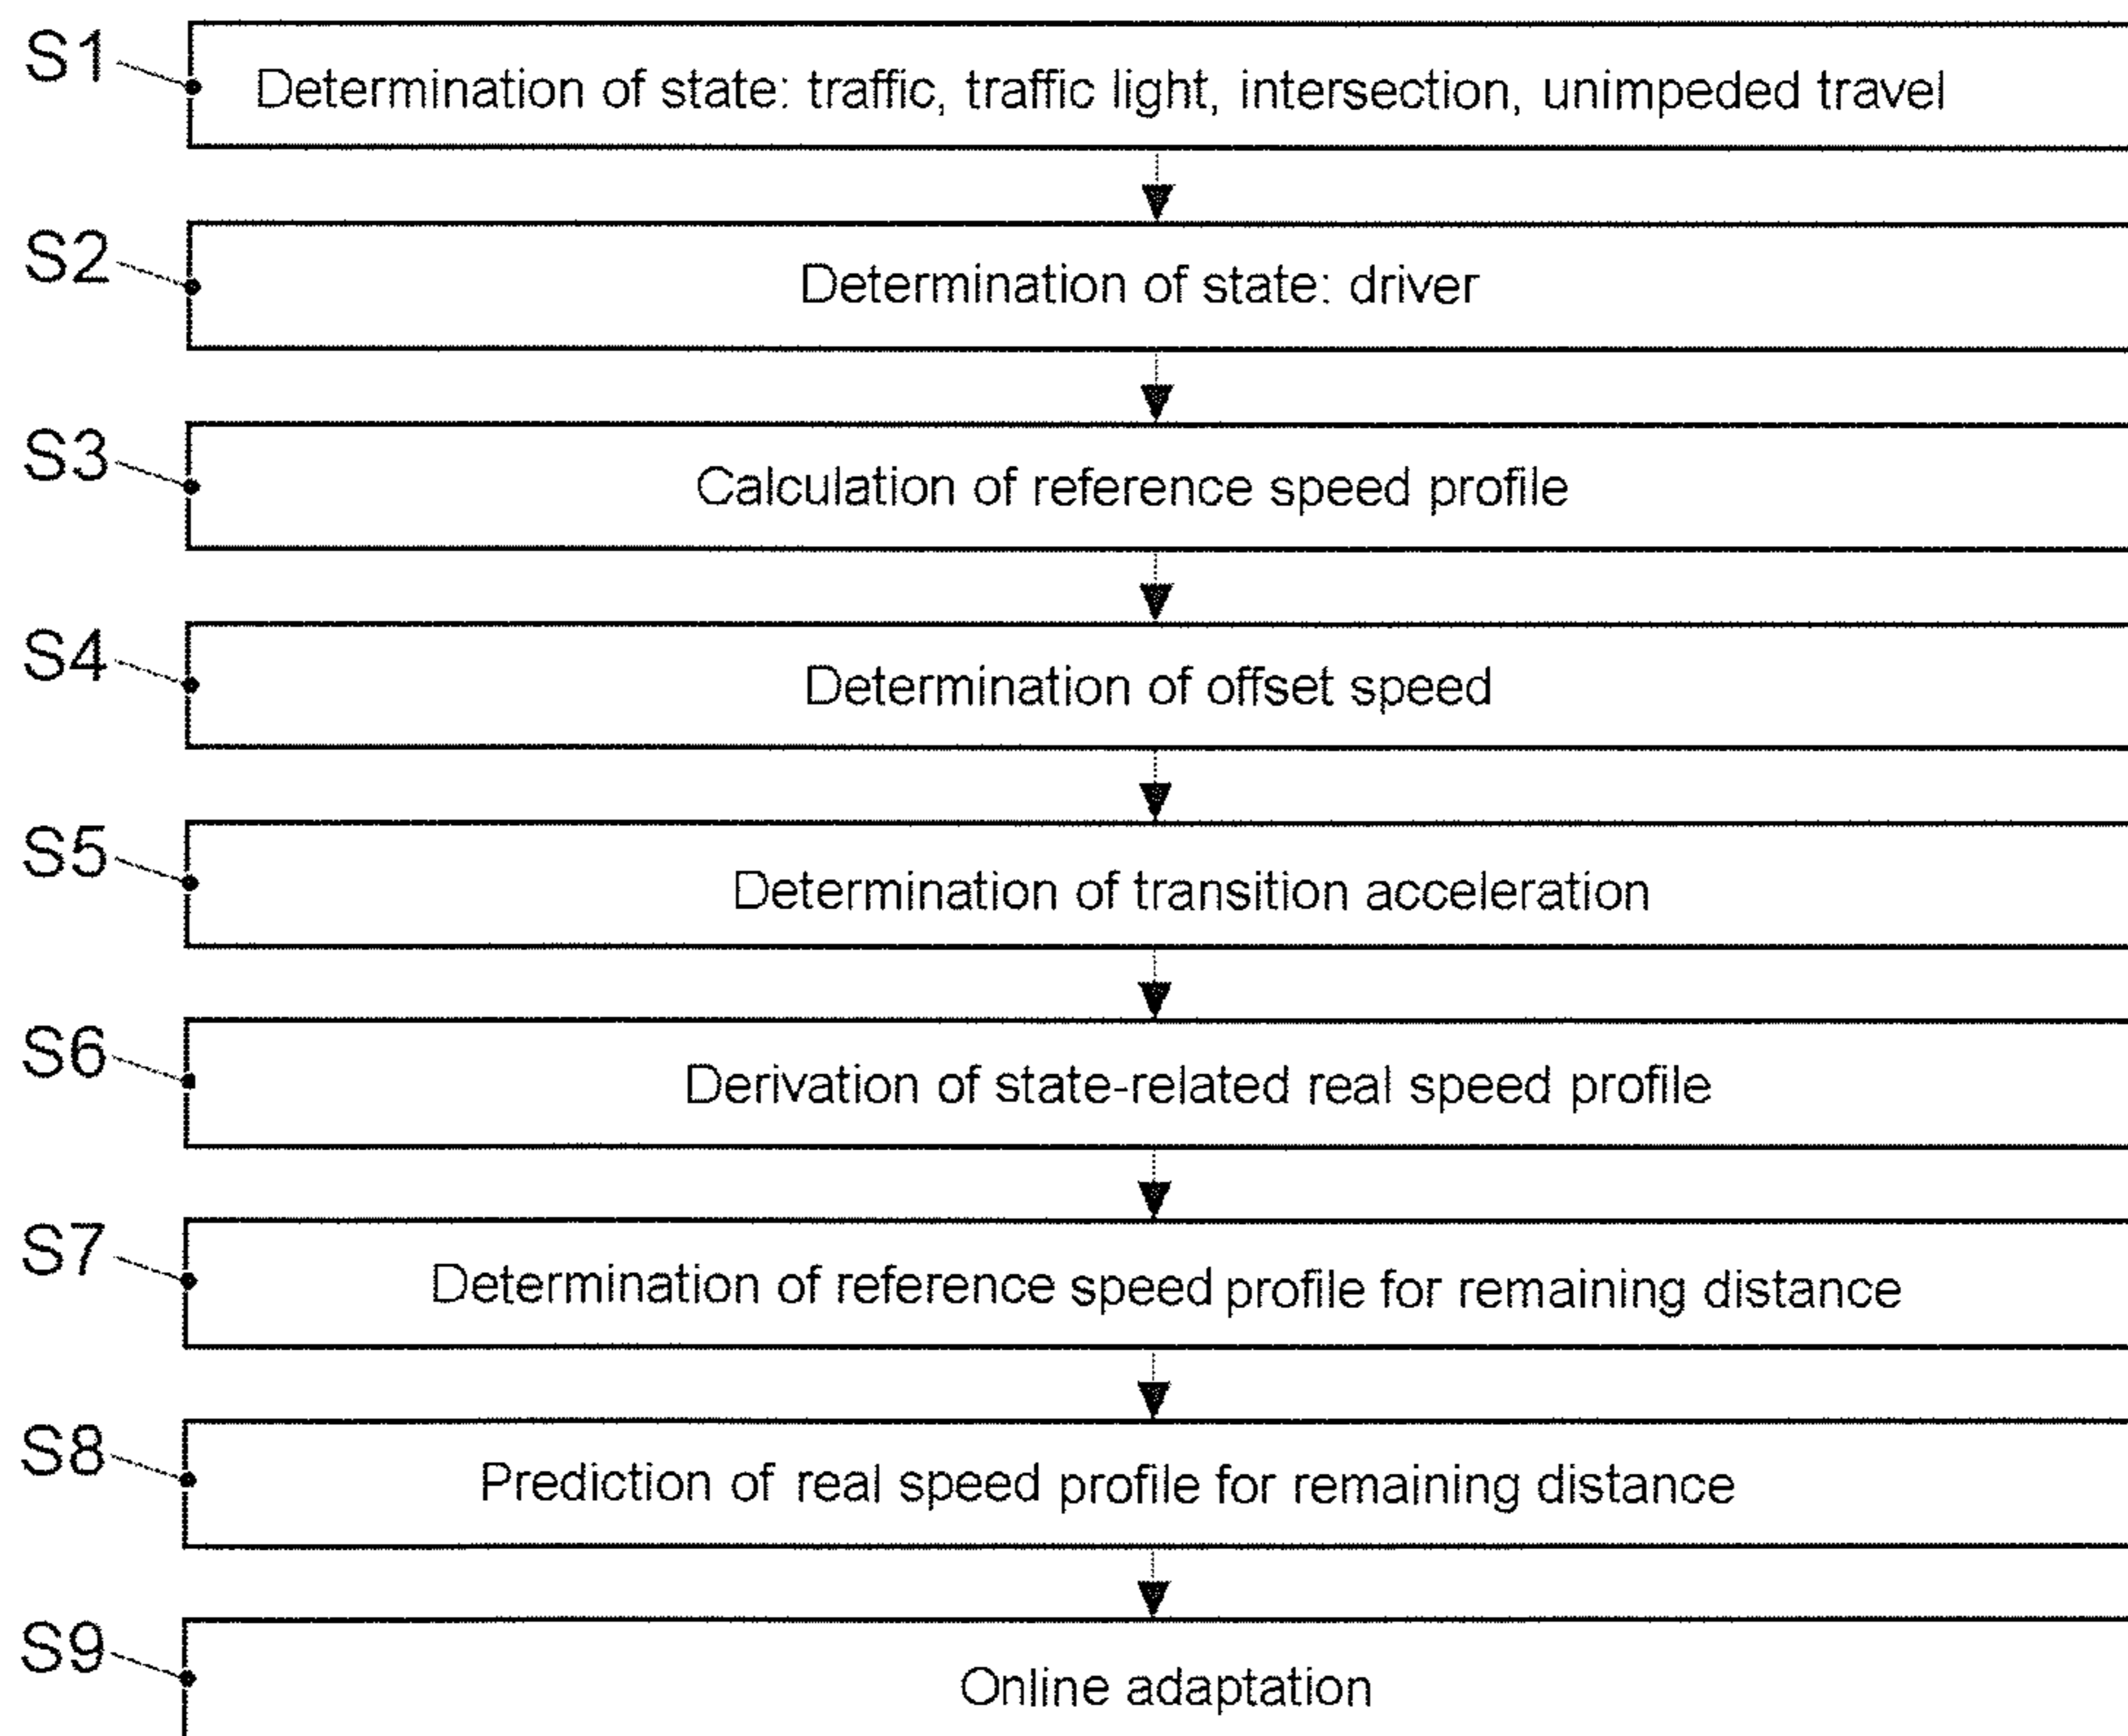 S1
Determination of state: traffic, traffic light, intersection, unimpeded travel
S2
Determination of state: driver
S3
Calculation of reference speed profile
S4
Determination of offset speed
S5
Determination of transition acceleration
S6
Derivation of state-related real speed profile
S7
Determination of reference speed profile for remaining distance
S8
Prediction of real speed profile for remaining distance
S9
Online adaptation